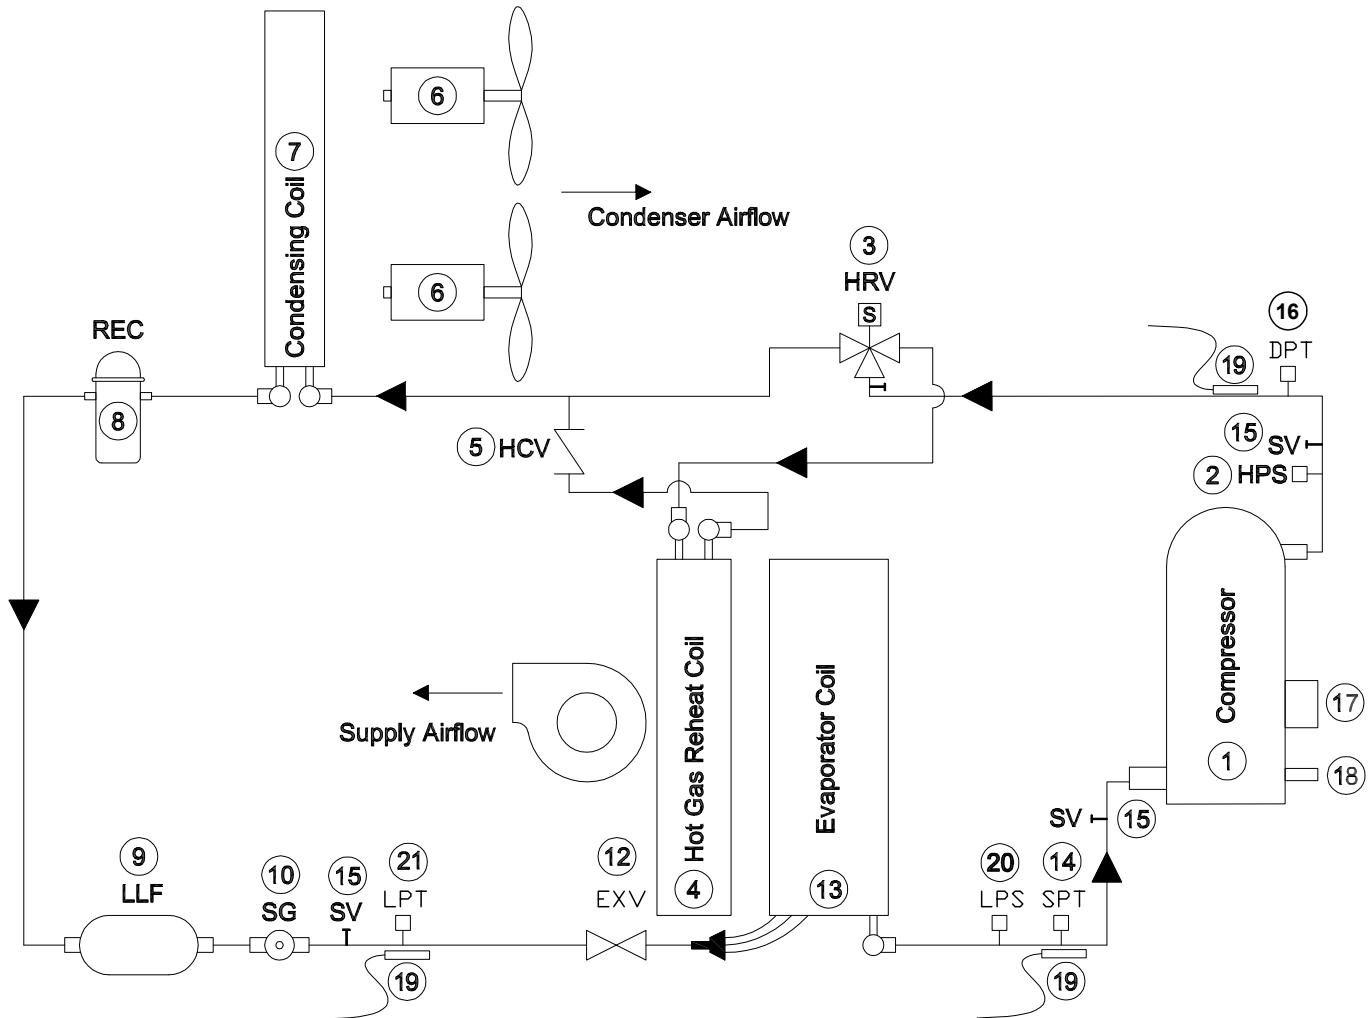 6
7
Condensing Coil
Condenser Airflow
6
3
HRV
S
16
DPT
19
REC
8
5 HCV
15
SV
2 HPS
Compressor
1
17
18
Hot Gas Reheat Coil
4
Evaporator Coil
13
Supply Airflow
SV 15
9
LLF
10
SG
15
SV
21
LPT
19
12
EXV
20
LPS
14
SPT
19